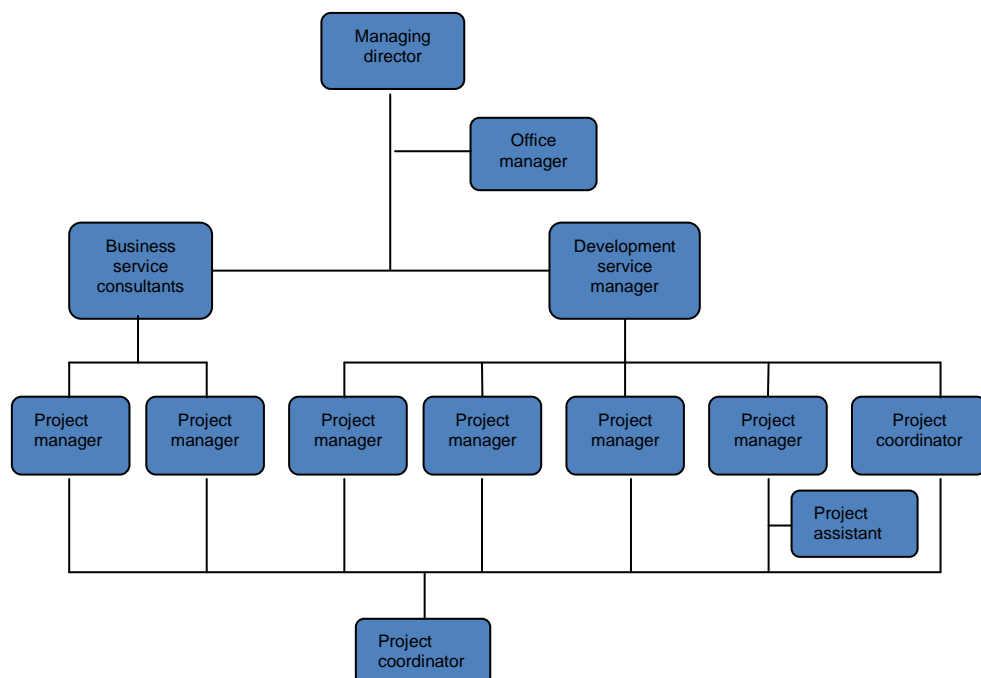 Managing
director
Office
manager
Business
service
consultants
Development
service
manager
Project
manager
Project
manager
Project
manager
Project
manager
Project
manager
Project
manager
Project
coordinator
Project
assistant
Project
coordinator